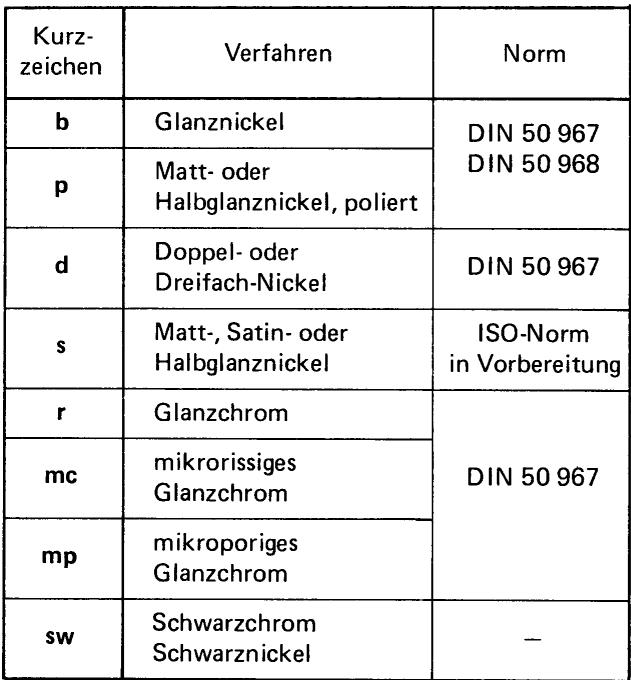 Kurz-
zeichen
Verfahren
Norm
b
Glanznickel
DIN 50 967
DIN 50 968
p
Matt- oder
Halbglanznickel, poliert
d
Doppel- oder
Dreifach-Nickel
DIN 50 967
s
Matt-, Satin- oder
Halbglanznickel
ISO-Norm
in Vorbereitung
r
Glanzchrom
DIN 50 967
mc
mikrorissiges
Glanzchrom
mp
mikroporiges
Glanzchrom
sw
Schwarzchrom
Schwarznickel
–